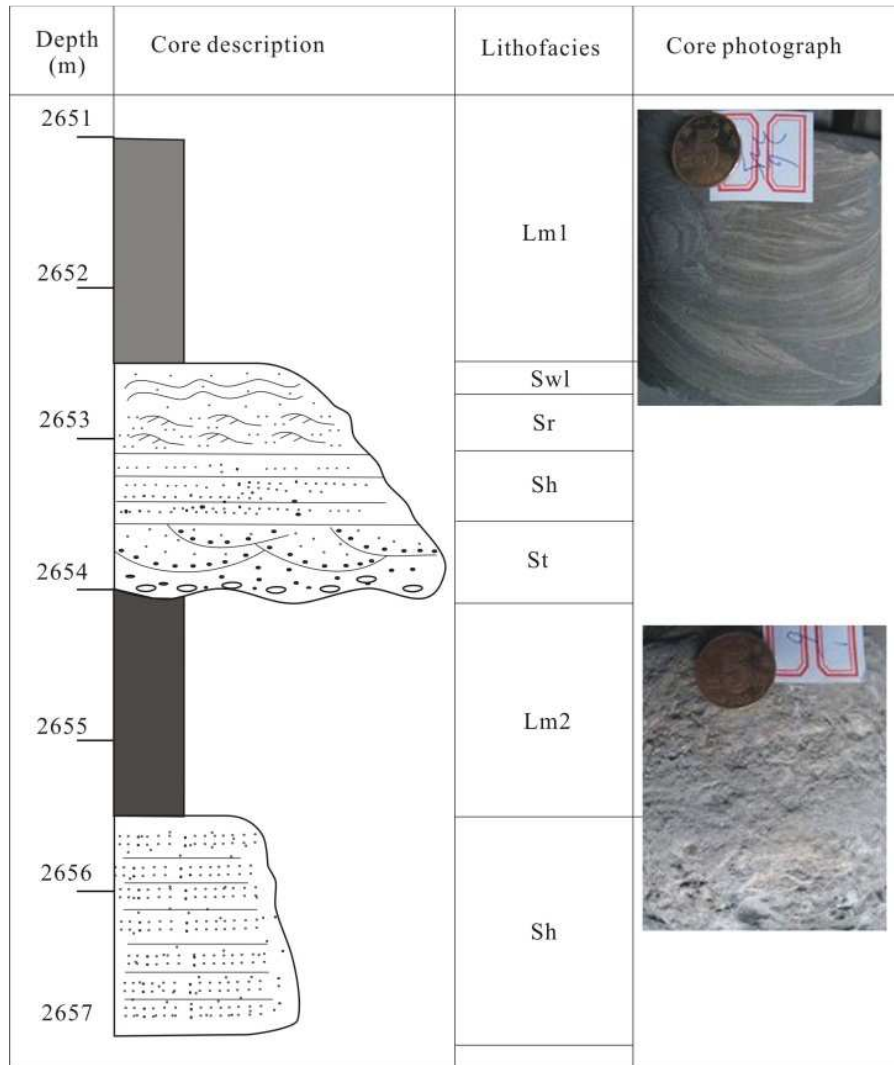 Depth
(m)
Core description
Lithofacies
Core photograph
2651
2652
2653
2654
2655
2656
2657
Lm1
Swl
Sr
Sh
St
Lm2
Sh